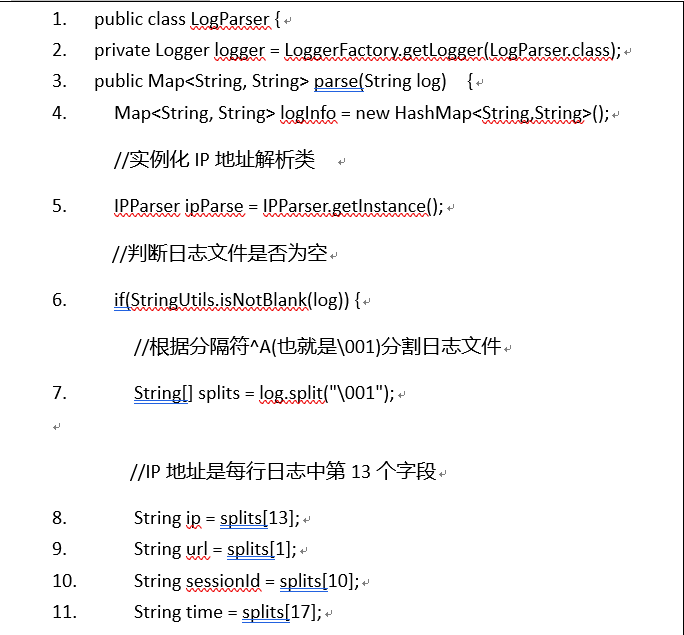 1. public class LogParser {
2. private Logger logger = LoggerFactory.getLogger(LogParser.class);
3. public Map<String, String> parse(String log) {
4. Map<String, String> logInfo = new HashMap<String,String>();
//实例化 IP 地址解析类
5. IPParser ipParse = IPParser.getInstance();
//判断日志文件是否为空
6. if(StringUtils.isNotBlank(log)) {
//根据分隔符^A(也就是\001)分割日志文件
7. String[] splits = log.split("\001");
//IP 地址是每行日志中第 13 个字段
8. String ip = splits[13];
9. String url = splits[1];
10. String sessionId = splits[10];
11. String time = splits[17];